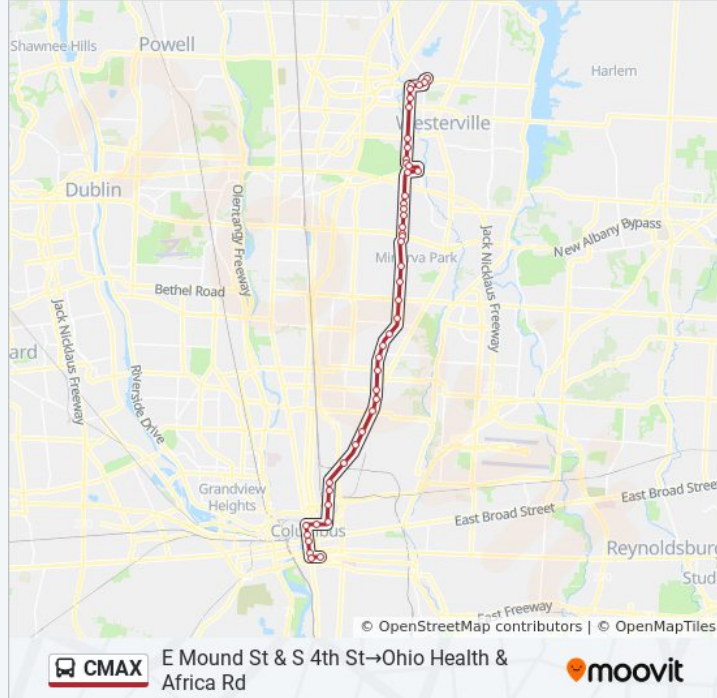 Shawnee Hills
Powell
Harlem
Westerville
Dublin
Olentangy Freeway
New Albany Bypass
Jack Nicklaus Freeway
Minerva Park
Bethel Road
Jack Nicklaus Freeway
ard
Riverside Drive
Grandview
Heights
East Broad Street
East Broad Street
Columbus
Reynoldsburg
270
Stud
East Freeway
© OpenStreetMap contributors | © OpenMapTiles
CMAX
E Mound St & S 4th St→Ohio Health &
Africa Rd
moovit